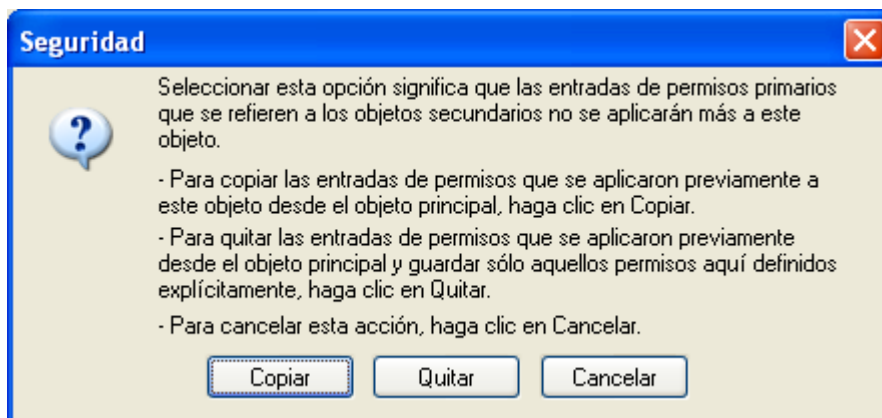 Seguridad
Seleccionar esta opción significa que las entradas de permisos primarios
que se refieren a los objetos secundarios no se aplicarán más a este
objeto.
- Para copiar las entradas de permisos que se aplicaron previamente a
este objeto desde el objeto principal, haga clic en Copiar.
- Para quitar las entradas de permisos que se aplicaron previamente
desde el objeto principal y guardar sólo aquellos permisos aquí definidos
explícitamente, haga clic en Quitar.
- Para cancelar esta acción, haga clic en Cancelar.
Copiar Quitar Cancelar